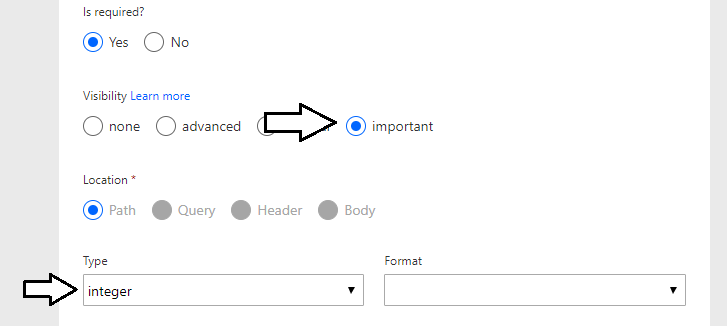 Is required?
Yes No
Visibility Learn more
none advanced important
Location *
Path Query Header Body
Type Format
integer